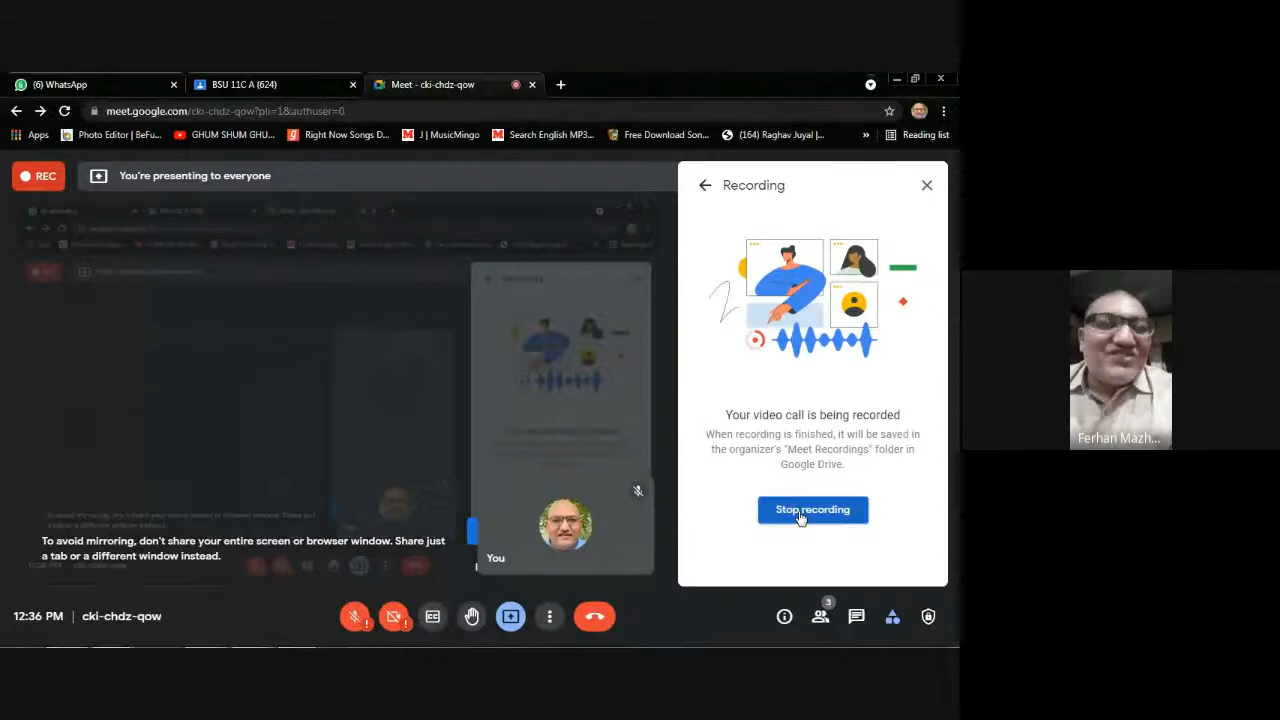 (6) WhatsApp
BSU 11C A (624)
Meet - cki-chdz-qow
meet.google.com/cki-chdz-qow?pli=1&authuser=0
Apps
Photo Editor | BeFu...
GHUM SHUM GHU...
Right Now Songs D...
J | MusicMingo
Search English MP3...
Free Download Son...
(164) Raghav Juyal |...
»
Reading list
REC
You're presenting to everyone
Recording
Your video call is being recorded
When recording is finished, it will be saved in
the organizer's "Meet Recordings" folder in
Google Drive.
Stop recording
To avoid mirroring, don't share your entire screen or browser window. Share just
a tab or a different window instead.
You
Ferhan Mazh...
12:36 PM | cki-chdz-qow
3